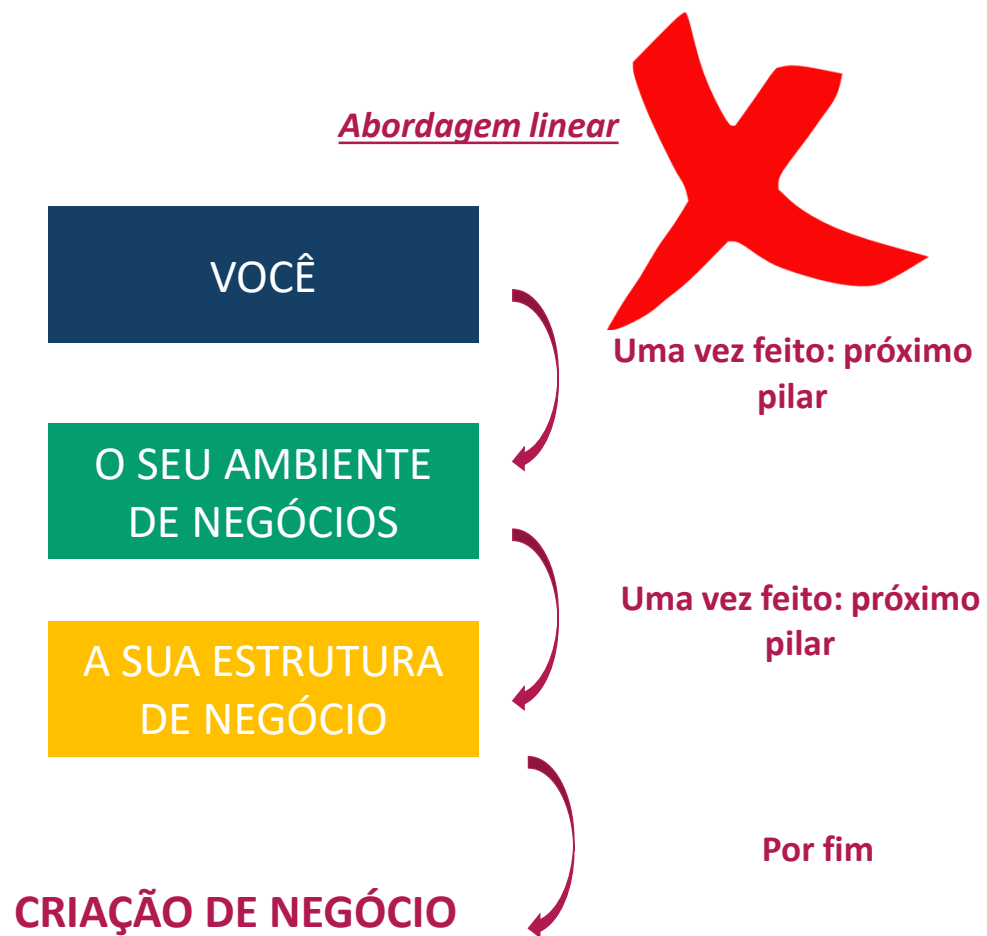 Abordagem linear
VOCÊ
Uma vez feito: próximo
pilar
O SEU AMBIENTE
DE NEGÓCIOS
Uma vez feito: próximo
pilar
A SUA ESTRUTURA
DE NEGÓCIO
Por fim
CRIAÇÃO DE NEGÓCIO